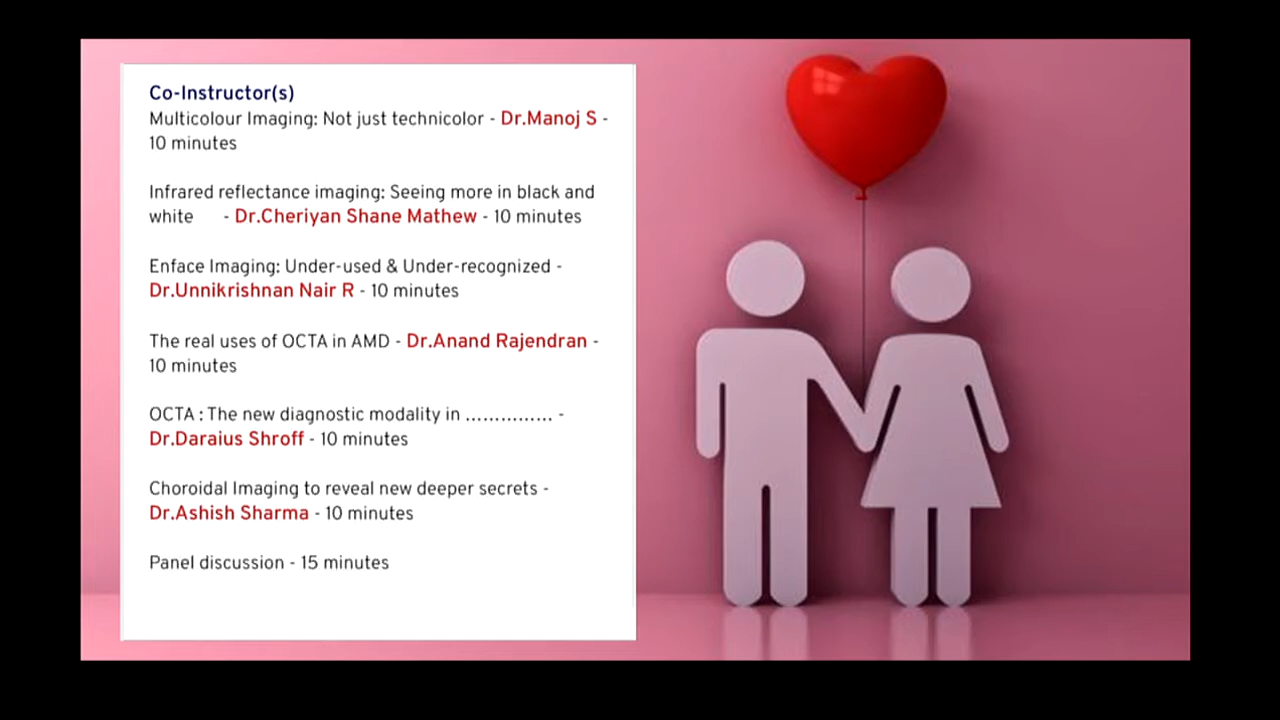 Co-Instructor(s)
Multicolour Imaging: Not just technicolor - Dr.Manoj S -
10 minutes
Infrared reflectance imaging: Seeing more in black and
white - Dr.Cheriyan Shane Mathew - 10 minutes
Enface Imaging: Under-used & Under-recognized -
Dr.Unnikrishnan Nair R - 10 minutes
The real uses of OCTA in AMD - Dr.Anand Rajendran -
10 minutes
OCTA : The new diagnostic modality in …………… -
Dr.Daraius Shroff - 10 minutes
Choroidal Imaging to reveal new deeper secrets -
Dr.Ashish Sharma - 10 minutes
Panel discussion - 15 minutes